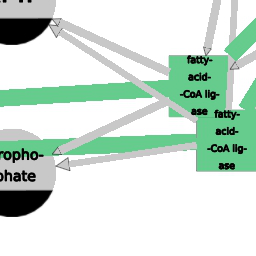 fatty-
acid-
-CoA lig-
ase
fatty-
acid-
-CoA lig-
ase
ropho-
phate